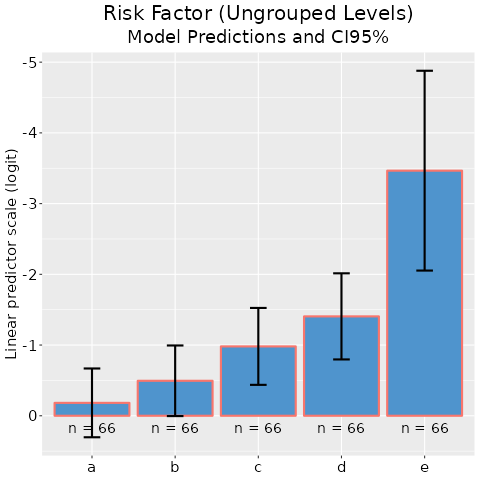 Risk Factor (Ungrouped Levels)
Model Predictions and CI95%
Linear predictor scale (logit)
-5
-4
-3
-2
-1
0
n = 66 n = 66 n = 66 n = 66 n = 66
a b c d e